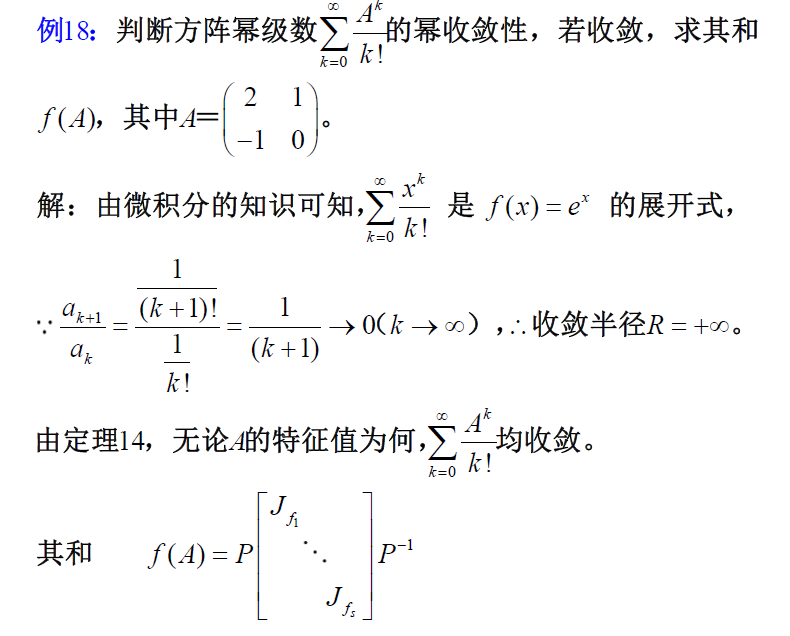 例18：判断方阵幂级数$\sum_{k=0}^{\infty}\frac{A^k}{k!}$的幂收敛性，若收敛，求其和
$f(A)$，其中$A=\begin{pmatrix} 2 & 1 \\ -1 & 0 \end{pmatrix}$。
解：由微积分的知识可知，$\sum_{k=0}^{\infty}\frac{x^k}{k!}$ 是 $f(x)=e^x$ 的展开式，
$\because \frac{a_{k+1}}{a_k}=\frac{\frac{1}{(k+1)!}}{\frac{1}{k!}}=\frac{1}{(k+1)}\to 0(k\to\infty)$，$\therefore$收敛半径$R=+\infty$。
由定理14，无论$A$的特征值为何，$\sum_{k=0}^{\infty}\frac{A^k}{k!}$均收敛。
其和 $f(A)=P\begin{bmatrix} J_{f_1} & & \\ & \ddots & \\ & & J_{f_s} \end{bmatrix}P^{-1}$